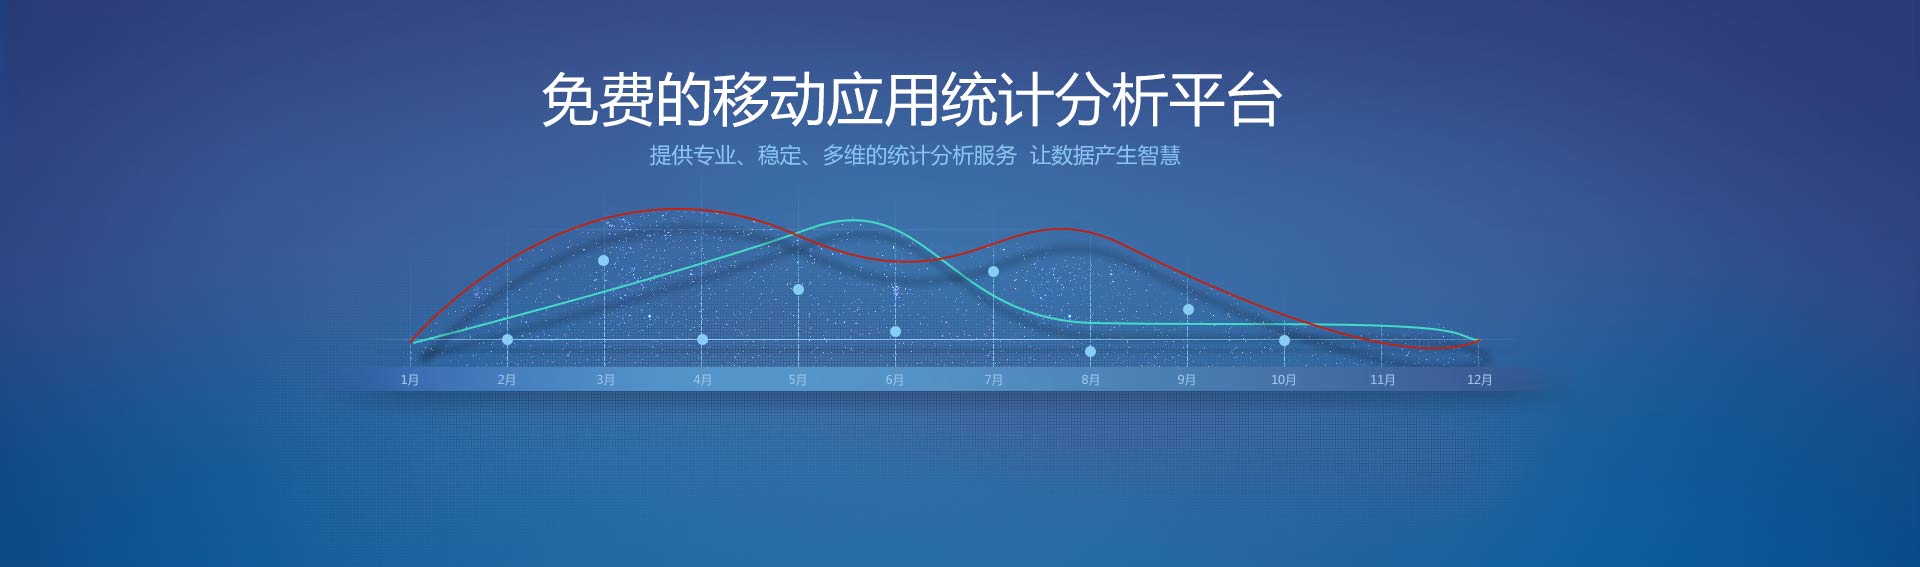 免费的移动应用统计分析平台
提供专业、稳定、多维的统计分析服务 让数据产生智慧
1月 2月 3月 4月 5月 6月 7月 8月 9月 10月 11月 12月